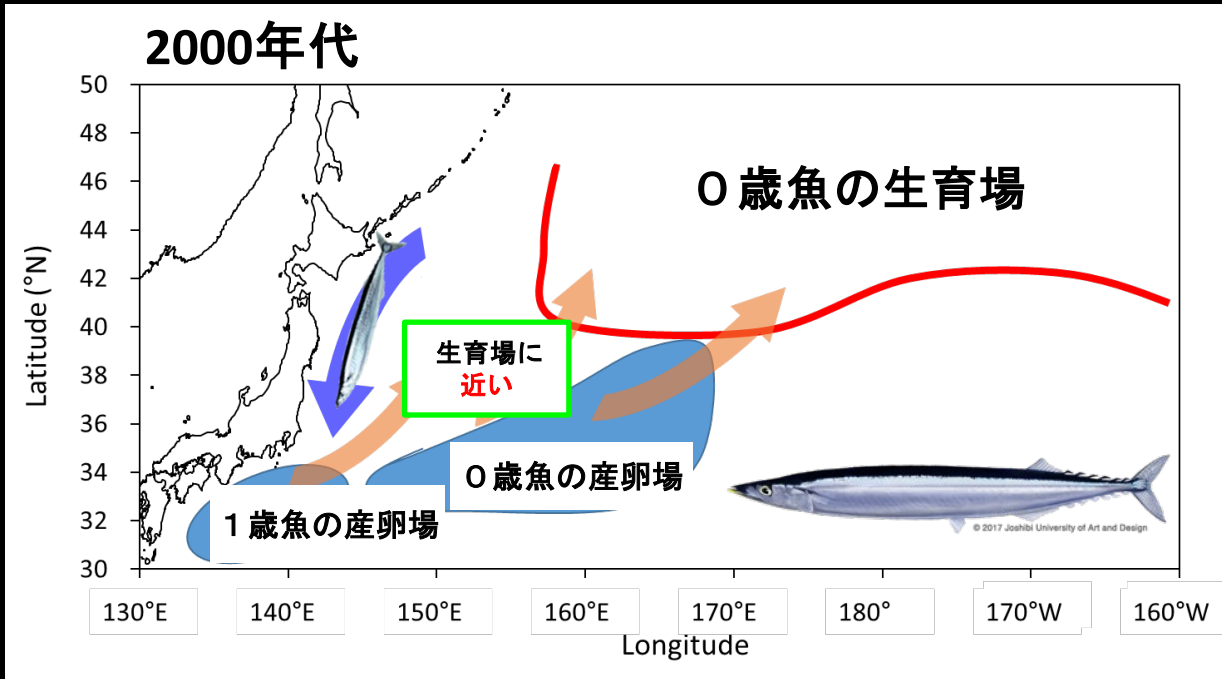 2000年代
50
48
46
44
42
40
38
36
34
32
30
Latitude (°N)
０歳魚の生育場
生育場に
近い
０歳魚の産卵場
１歳魚の産卵場
© 2017 Joshibi University of Art and Design
130°E
140°E
150°E
160°E
170°E
180°
170°W
160°W
Longitude